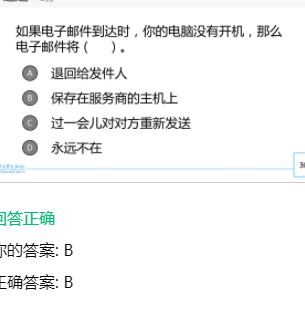 如果电子邮件到达时，你的电脑没有开机，那么
电子邮件将（ ）。
A 退回给发件人
B 保存在服务商的主机上
C 过一会儿对对方重新发送
D 永远不在
回答正确
你的答案: B
正确答案: B